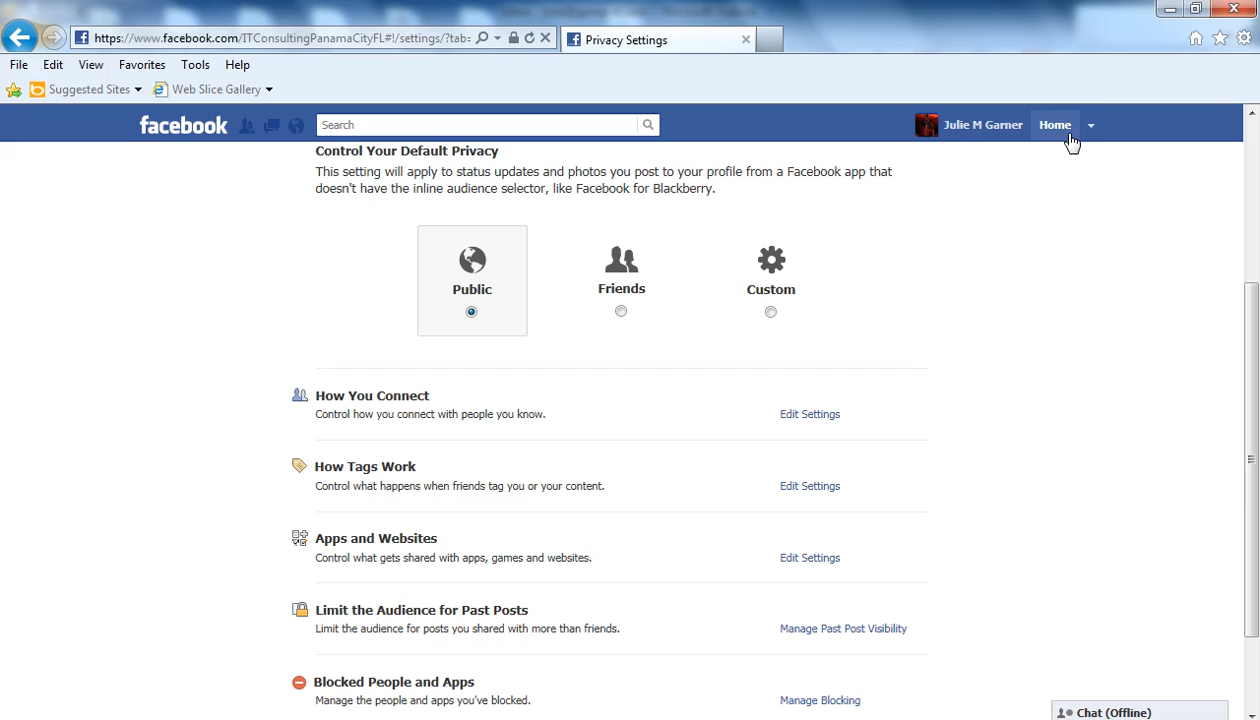 https://www.facebook.com/ITConsultingPanamaCityFL#!/settings/?tab=
Privacy Settings
File Edit View Favorites Tools Help
Suggested Sites Web Slice Gallery
facebook Search Julie M Garner Home
Control Your Default Privacy
This setting will apply to status updates and photos you post to your profile from a Facebook app that
doesn't have the inline audience selector, like Facebook for Blackberry.
Public Friends Custom
How You Connect
Control how you connect with people you know. Edit Settings
How Tags Work
Control what happens when friends tag you or your content. Edit Settings
Apps and Websites
Control what gets shared with apps, games and websites. Edit Settings
Limit the Audience for Past Posts
Limit the audience for posts you shared with more than friends. Manage Past Post Visibility
Blocked People and Apps
Manage the people and apps you've blocked. Manage Blocking
Chat (Offline)